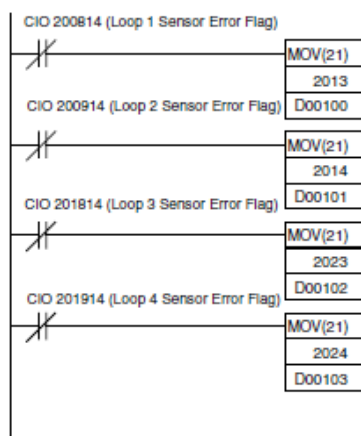 CIO 200814 (Loop 1 Sensor Error Flag)
MOV(21)
2013
D00100
CIO 200914 (Loop 2 Sensor Error Flag)
MOV(21)
2014
D00101
CIO 201814 (Loop 3 Sensor Error Flag)
MOV(21)
2023
D00102
CIO 201914 (Loop 4 Sensor Error Flag)
MOV(21)
2024
D00103